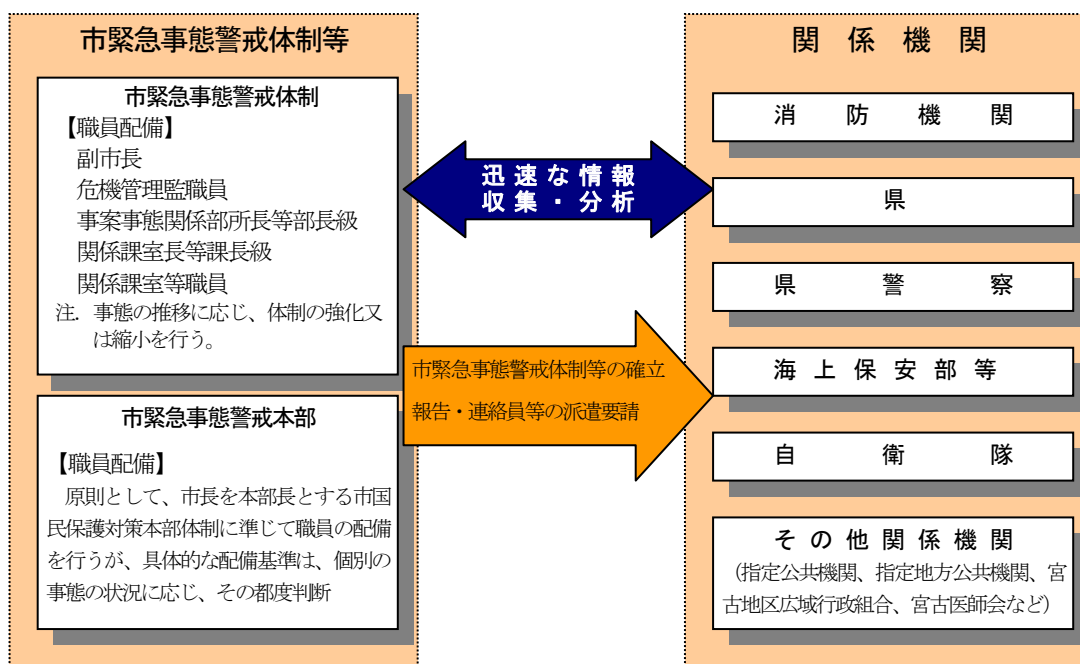 市緊急事態警戒体制等
市緊急事態警戒体制
【職員配備】
副市長
危機管理監職員
事案事態関係部所長等部長級
関係課室長等課長級
関係課室等職員
注. 事態の推移に応じ、体制の強化又
は縮小を行う。
市緊急事態警戒本部
【職員配備】
原則として、市長を本部長とする市国
民保護対策本部体制に準じて職員の配備
を行うが、具体的な配備基準は、個別の
事態の状況に応じ、その都度判断
迅速な情報
収集・分析
市緊急事態警戒体制等の確立
報告・連絡員等の派遣要請
関係機関
消防機関
県
県警察
海上保安部等
自衛隊
その他関係機関
（指定公共機関、指定地方公共機関、宮
古地区広域行政組合、宮古医師会など）